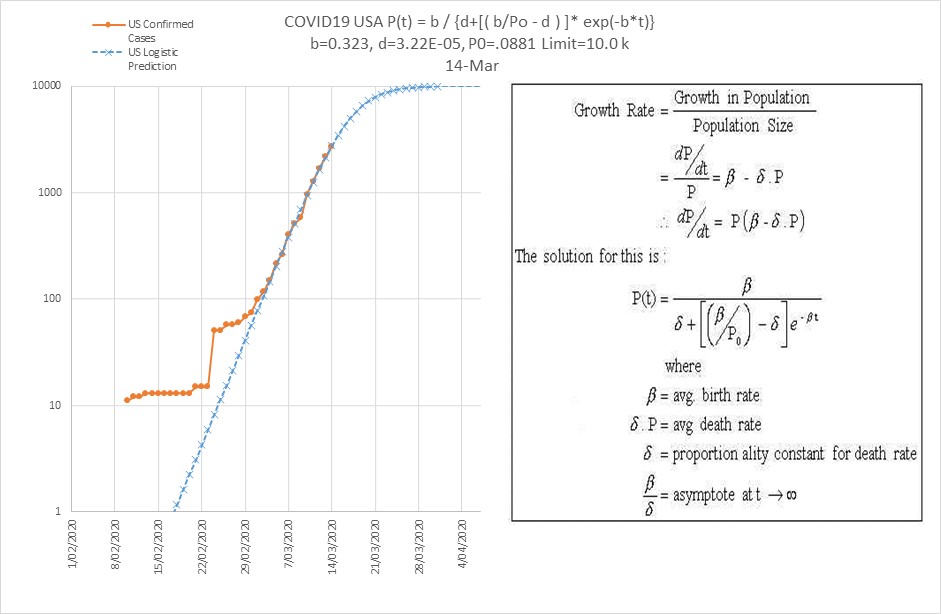 COVID19 USA P(t) = b / {d+[( b/Po - d ) ]* exp(-b*t)}
b=0.323, d=3.22E-05, P0=.0881 Limit=10.0 k
14-Mar
US Confirmed
Cases
US Logistic
Prediction
10000
1000
100
10
1
1/02/2020
8/02/2020
15/02/2020
22/02/2020
29/02/2020
7/03/2020
14/03/2020
21/03/2020
28/03/2020
4/04/2020
Growth Rate = Growth in Population / Population Size
= dP/dt / P = β - δ.P
∴ dP/dt = P(β-δ.P)
The solution for this is:
P(t) = β / δ+[(β/P₀)-δ]e^-βt
where
β = avg. birth rate
δ.P = avg death rate
δ = proportion ality constant for death rate
β/δ = asymptote at t → ∞